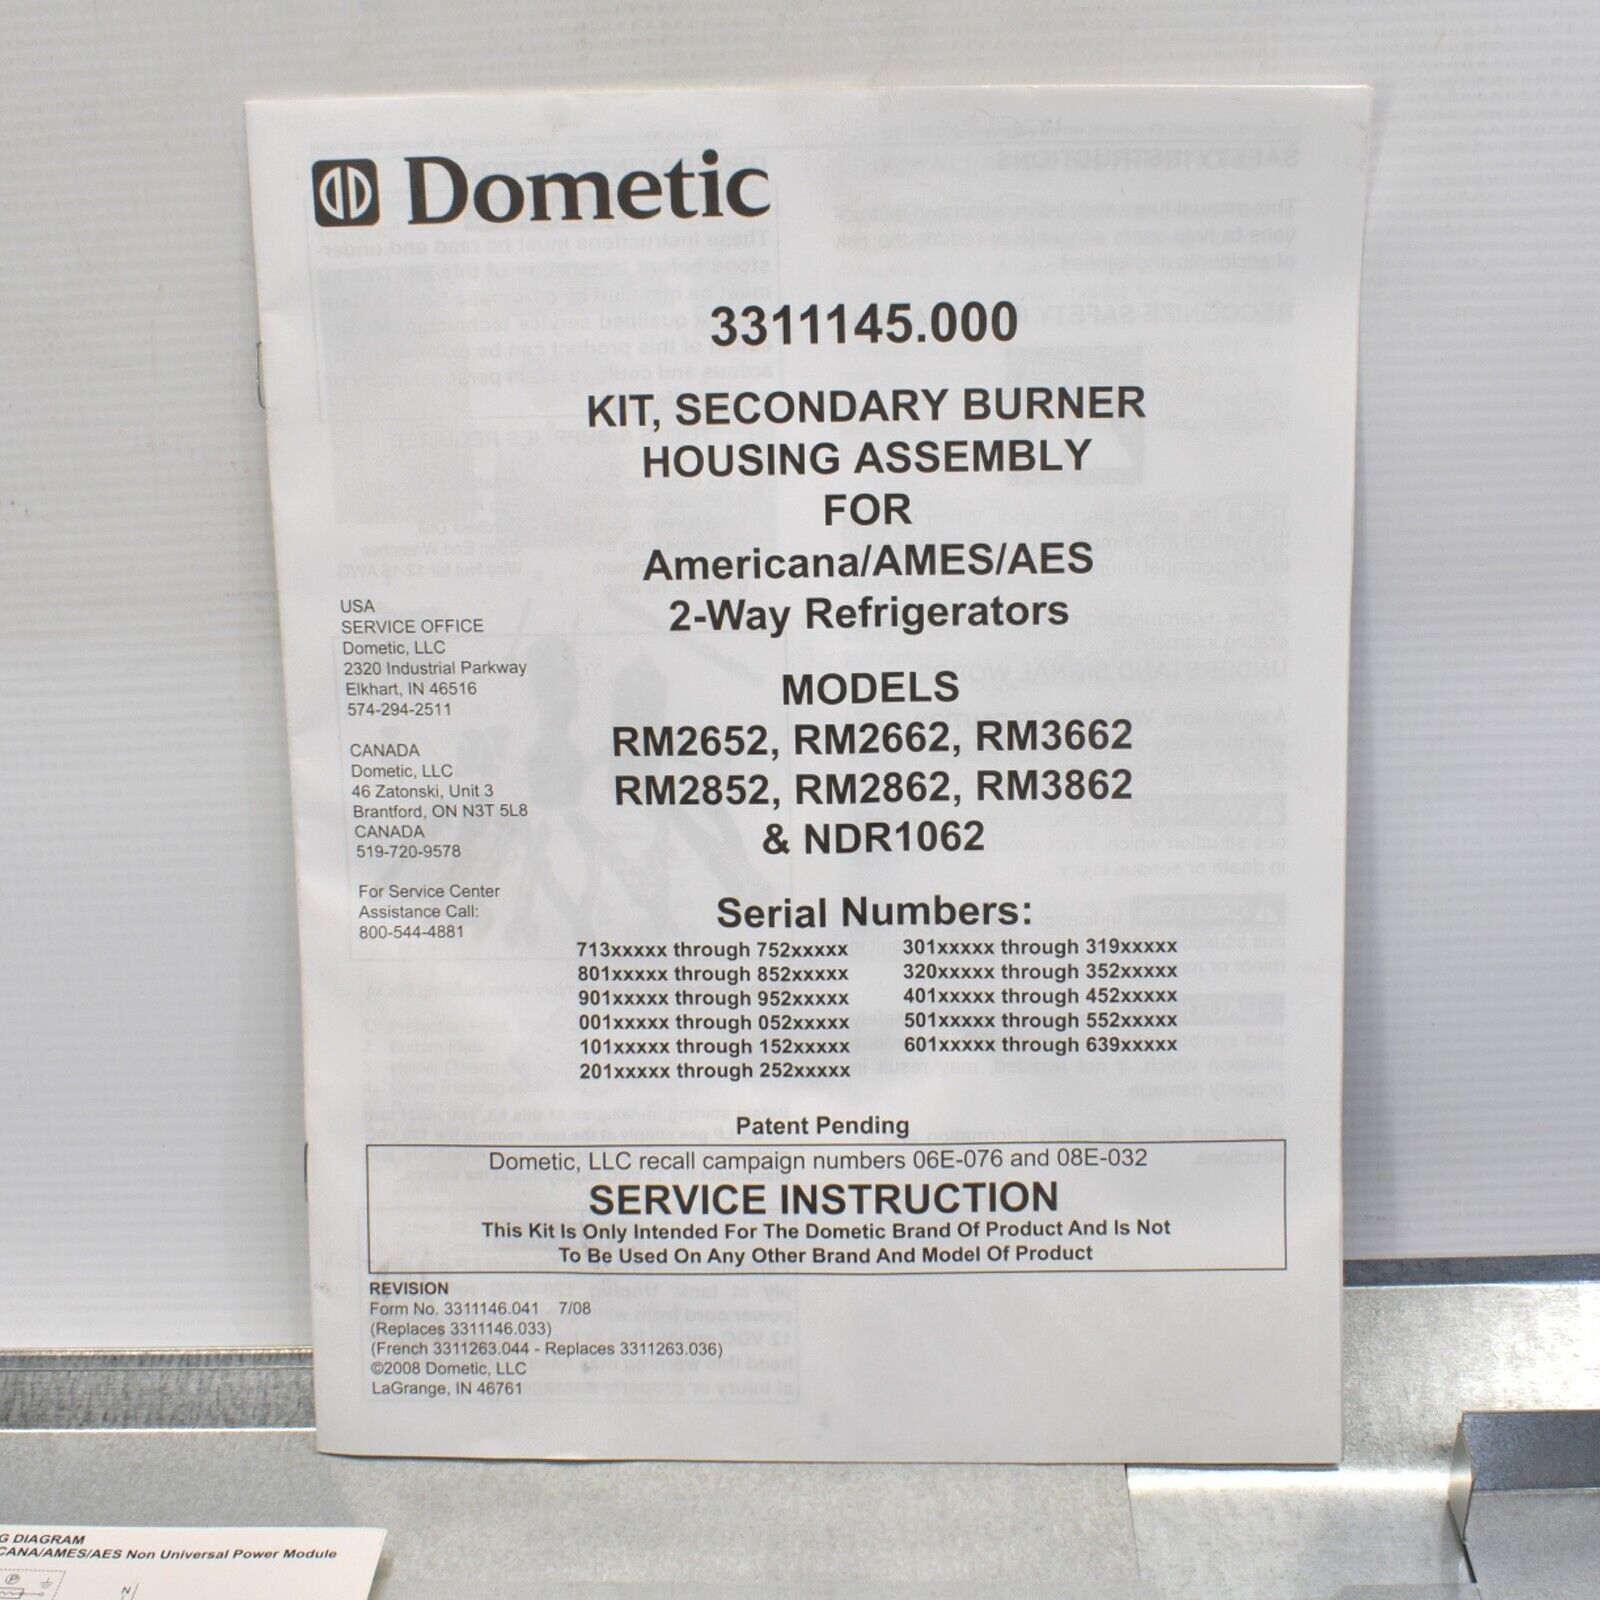 Dometic
3311145.000
KIT, SECONDARY BURNER
HOUSING ASSEMBLY
FOR
Americana/AMES/AES
2-Way Refrigerators
MODELS
RM2652, RM2662, RM3662
RM2852, RM2862, RM3862
& NDR1062
USA
SERVICE OFFICE
Dometic, LLC
2320 Industrial Parkway
Elkhart, IN 46516
574-294-2511
CANADA
Dometic, LLC
46 Zatonski, Unit 3
Brantford, ON N3T 5L8
CANADA
519-720-9578
For Service Center
Assistance Call:
800-544-4881
Serial Numbers:
713xxxxx through 752xxxxx
801xxxxx through 852xxxxx
901xxxxx through 952xxxxx
001xxxxx through 052xxxxx
101xxxxx through 152xxxxx
201xxxxx through 252xxxxx
301xxxxx through 319xxxxx
320xxxxx through 352xxxxx
401xxxxx through 452xxxxx
501xxxxx through 552xxxxx
601xxxxx through 639xxxxx
Patent Pending
Dometic, LLC recall campaign numbers 06E-076 and 08E-032
SERVICE INSTRUCTION
This Kit Is Only Intended For The Dometic Brand Of Product And Is Not
To Be Used On Any Other Brand And Model Of Product
REVISION
Form No. 3311146.041 7/08
(Replaces 3311146.033)
(French 3311263.044 - Replaces 3311263.036)
©2008 Dometic, LLC
LaGrange, IN 46761
G DIAGRAM
CANA/AMES/AES Non Universal Power Module
P
N